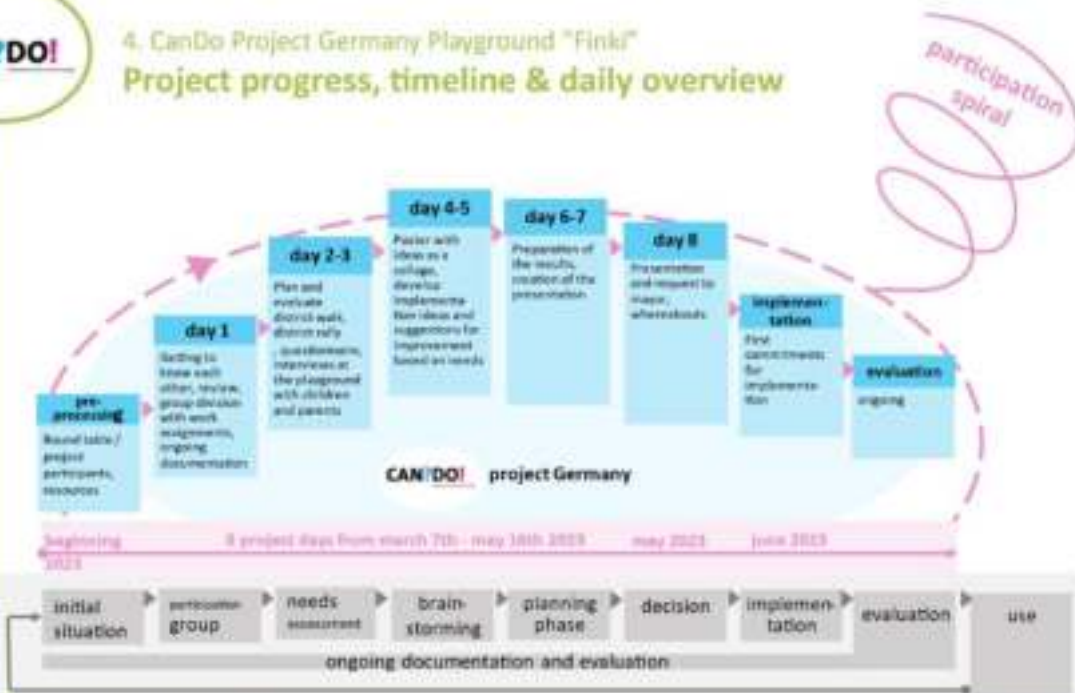 ?DO!
4. CanDo Project Germany Playground "Finki"
Project progress, timeline & daily overview
participation
spiral
pre-
processing
Round table /
project
participants,
resources
day 1
Getting to
know each
other, review,
group division
with work
assignments,
ongoing
documentation
day 2-3
Plan and
evaluate
district walk,
district rally
, questionnaire,
interviews at
the playground
with children
and parents
day 4-5
Poster with
ideas as a
collage,
develop
implementa-
tion ideas and
suggestions for
improvement
based on needs
day 6-7
Preparation of
the results,
creation of the
presentation
day 8
Presentation
and request to
mayor,
whereabouts
implemen-
tation
First
commitments
for
implementa-
tion
evaluation
ongoing
CAN?DO! project Germany
beginning
2023
8 project days from march 7th - may 16th 2023
may 2023
june 2023
initial
situation
participation
group
needs
assessment
brain-
storming
planning
phase
decision
implemen-
tation
evaluation
use
ongoing documentation and evaluation